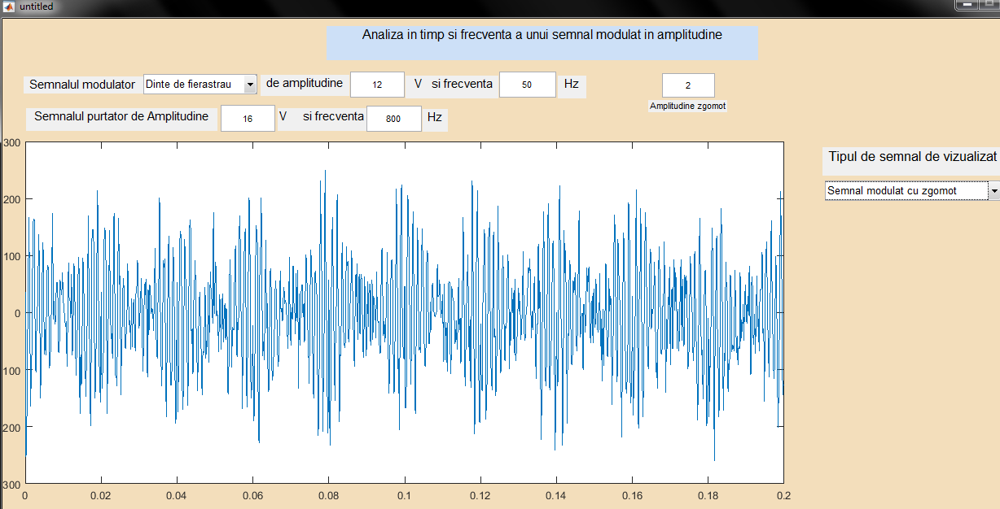 untitled
Analiza in timp si frecventa a unui semnal modulat in amplitudine
Semnalul modulator Dinte de fierastrau de amplitudine 12 V si frecventa 50 Hz
2
Amplitudine zgomot
Semnalul purtator de Amplitudine 16 V si frecventa 800 Hz
Tipul de semnal de vizualizat
Semnal modulat cu zgomot
300
200
100
0
100
200
300
0 0.02 0.04 0.06 0.08 0.1 0.12 0.14 0.16 0.18 0.2